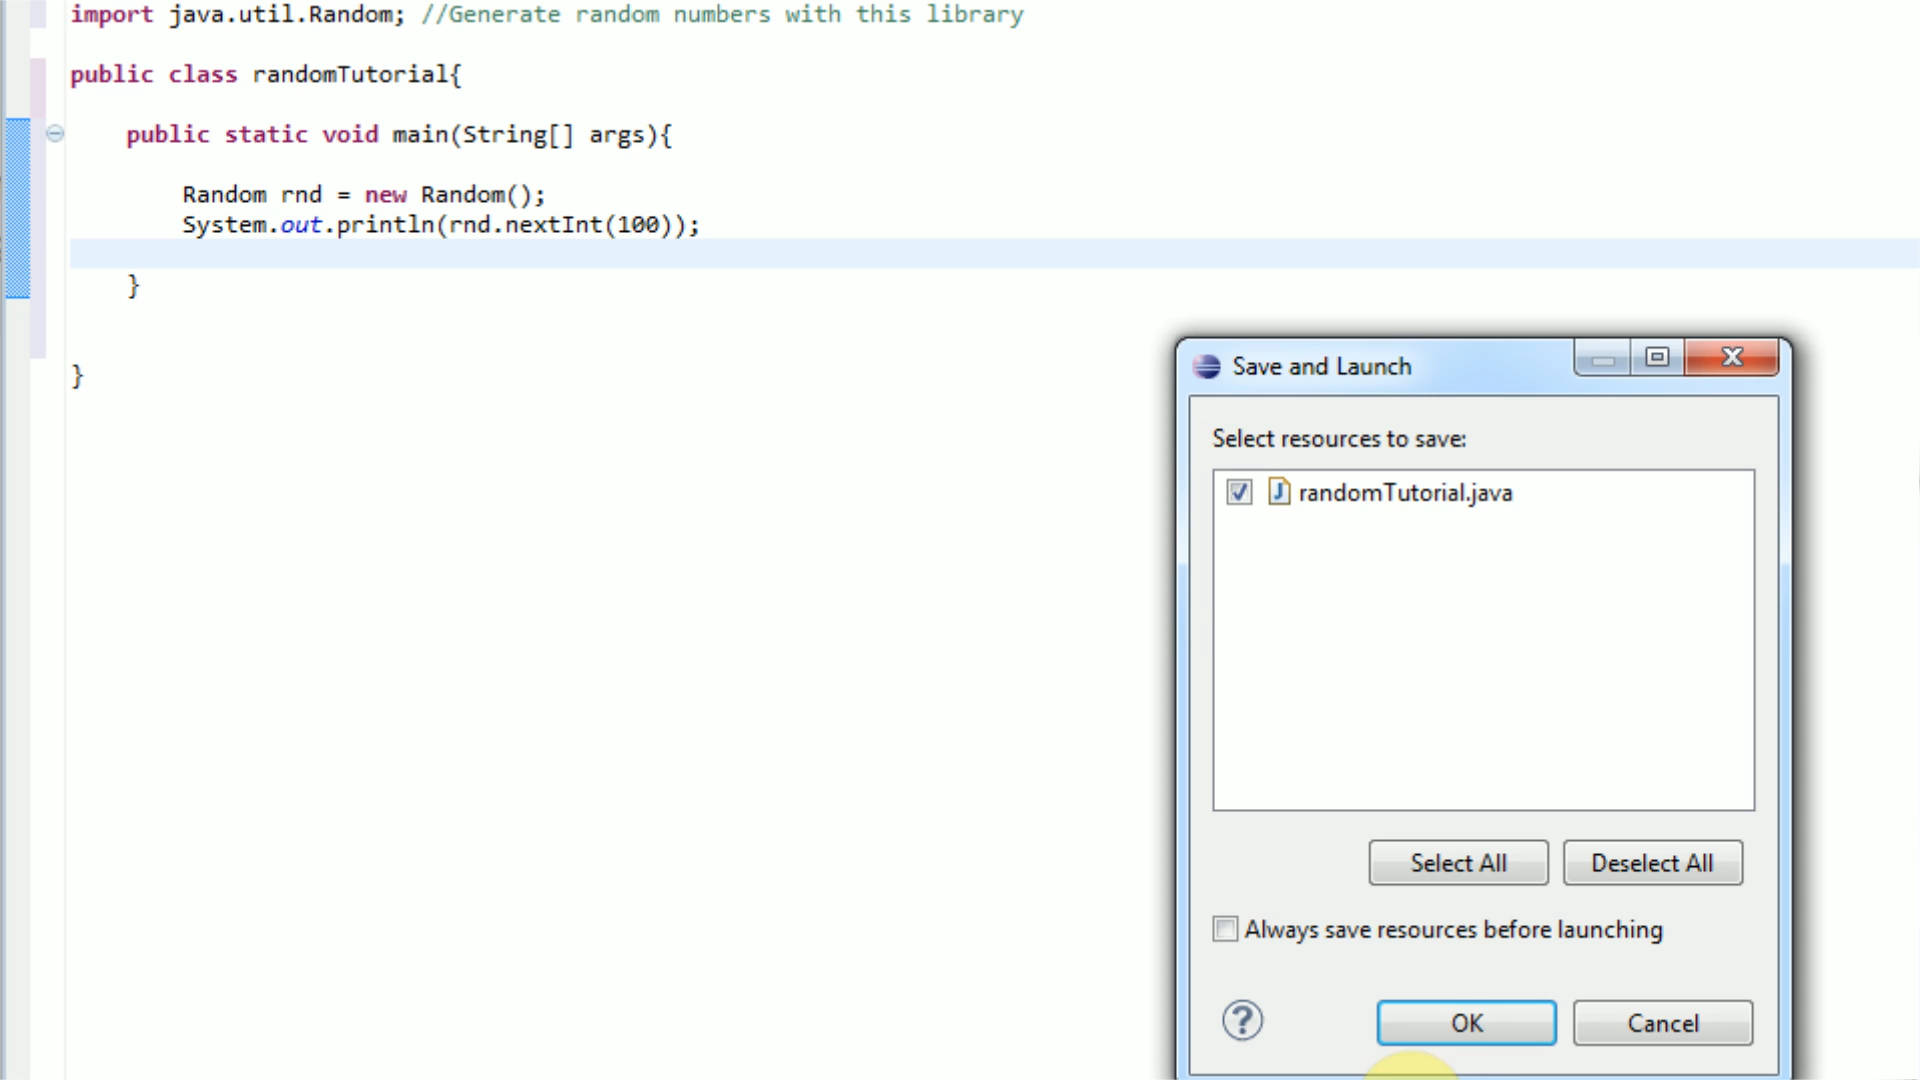 import java.util.Random; //Generate random numbers with this library
public class randomTutorial{
public static void main(String[] args){
Random rnd = new Random();
System.out.println(rnd.nextInt(100));
}
}
Save and Launch
Select resources to save:
randomTutorial.java
Select All
Deselect All
Always save resources before launching
OK
Cancel